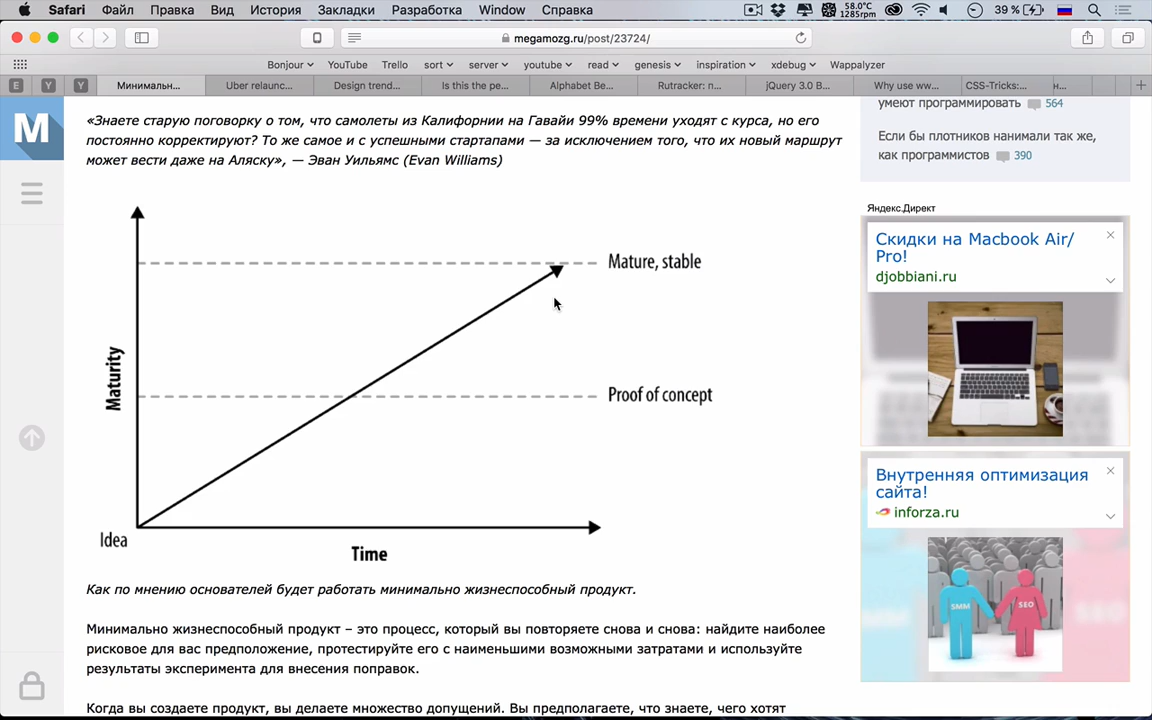 Safari Файл Правка Вид История Закладки Разработка Window Справка 58.0°C 1285rpm 39 %
megamozg.ru/post/23724/
Bonjour YouTube Trello sort server youtube read genesis inspiration xdebug Wappalyzer
E Y Y Минимальн... Uber relaunc... Design trend... Is this the pe... Alphabet Be... Rutracker: n... jQuery 3.0 B... Why use ww... CSS-Tricks:... н...
M
«Знаете старую поговорку о том, что самолеты из Калифорнии на Гавайи 99% времени уходят с курса, но его
постоянно корректируют? То же самое и с успешными стартапами — за исключением того, что их новый маршрут
может вести даже на Аляску», — Эван Уильямс (Evan Williams)
Mature, stable
Maturity
Proof of concept
Idea
Time
Как по мнению основателей будет работать минимально жизнеспособный продукт.
Минимально жизнеспособный продукт – это процесс, который вы повторяете снова и снова: найдите наиболее
рисковое для вас предположение, протестируйте его с наименьшими возможными затратами и используйте
результаты эксперимента для внесения поправок.
Когда вы создаете продукт, вы делаете множество допущений. Вы предполагаете, что знаете, чего хотят
умеют программировать 564
Если бы плотников нанимали так же,
как программистов 390
Яндекс.Директ
Скидки на Macbook Air/
Pro!
djobbiani.ru
Внутренняя оптимизация
сайта!
inforza.ru
SMM SEO